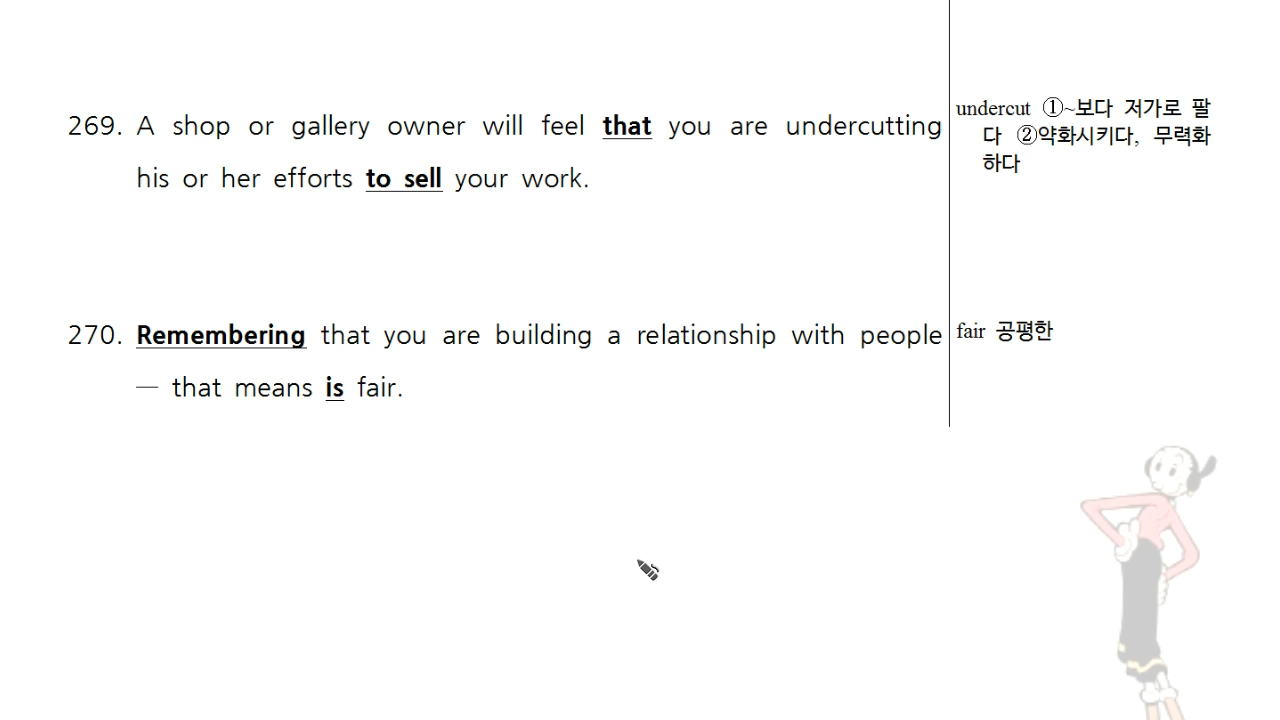 269. A shop or gallery owner will feel that you are undercutting
his or her efforts to sell your work.
undercut ①~보다 저가로 팔
다 ②약화시키다, 무력화
하다
270. Remembering that you are building a relationship with people
— that means is fair.
fair 공평한